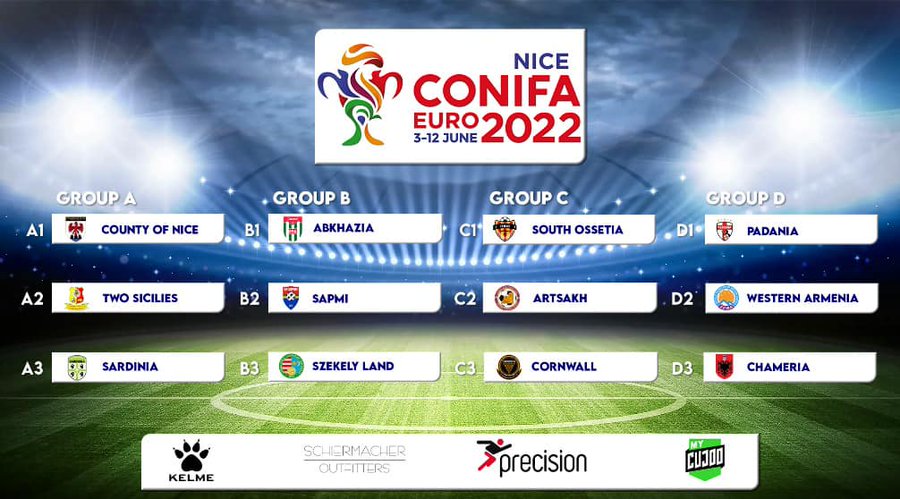 NICE
CONIFA
EURO 2022
3-12 JUNE
GROUP A
A1 COUNTY OF NICE
A2 TWO SICILIES
A3 SARDINIA
GROUP B
B1 ABKHAZIA
B2 SAPMI
B3 SZEKELY LAND
GROUP C
C1 SOUTH OSSETIA
C2 ARTSAKH
C3 CORNWALL
GROUP D
D1 PADANIA
D2 WESTERN ARMENIA
D3 CHAMERIA
KELME
SCHIERMACHER
OUTFITTERS
precision
MY
CUJOO